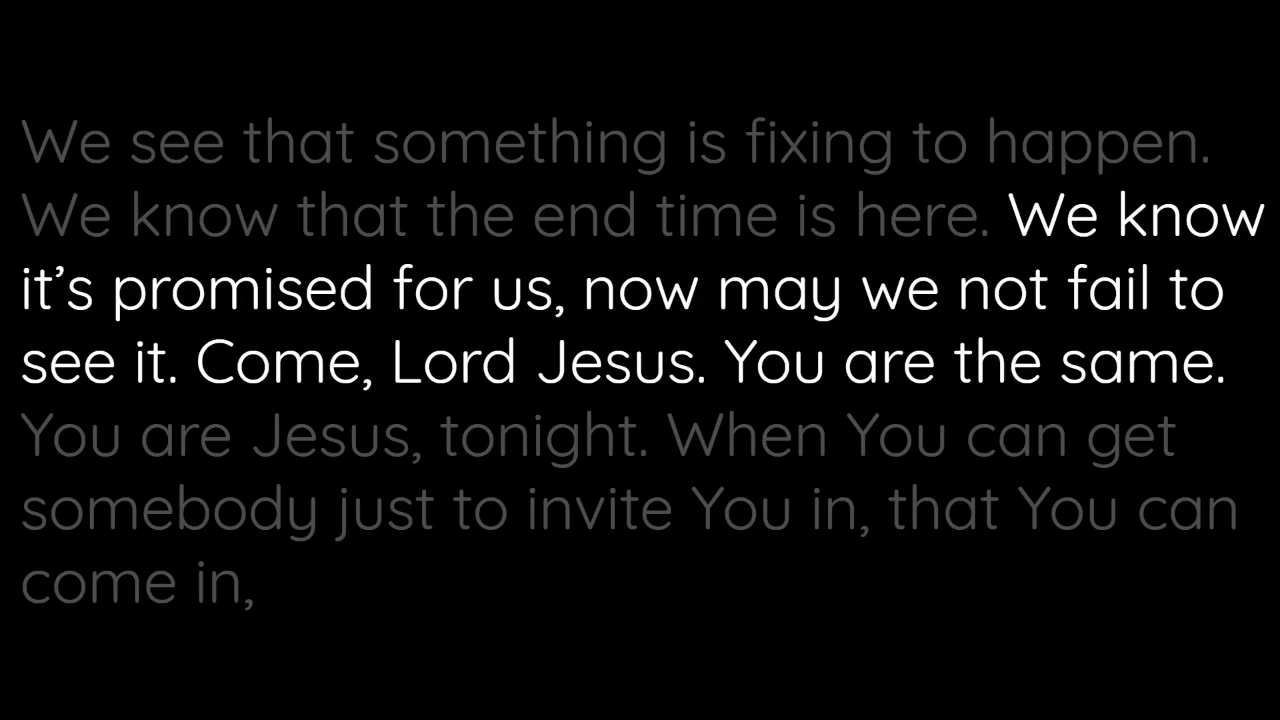 We see that something is fixing to happen.
We know that the end time is here. We know
it’s promised for us, now may we not fail to
see it. Come, Lord Jesus. You are the same.
You are Jesus, tonight. When You can get
somebody just to invite You in, that You can
come in,